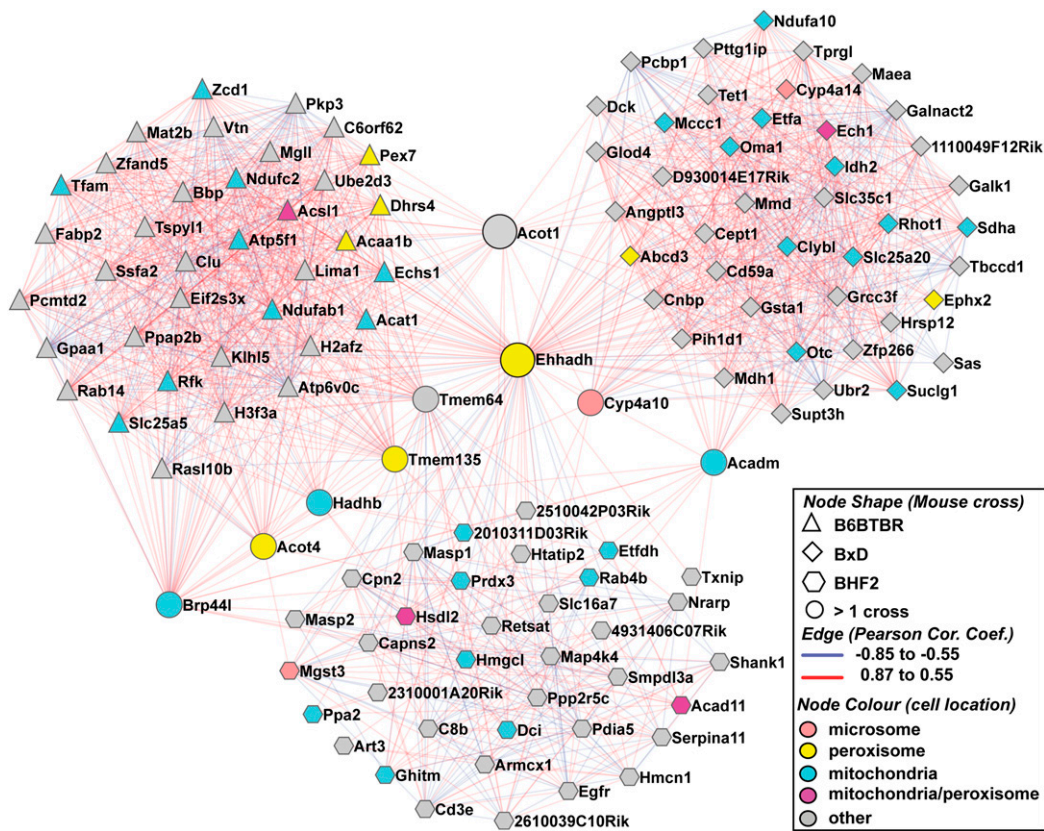 Ndufa10
Pttg1ip
Tprgl
Pcbp1
Maea
Zcd1
Cyp4a14
Tet1
Pkp3
Dck
Galnact2
Mat2b
Vtn
C6orf62
Mccc1
Etfa
Ech1
Zfand5
Mgll
Pex7
Glod4
Oma1
1110049F12Rik
Idh2
Tfam
Ndufc2
Ube2d3
D930014E17Rik
Bbp
Galk1
Slc35c1
Acsl1
Dhrs4
Angptl3
Mmd
Tspyl1
Rhot1
Sdha
Fabp2
Atp5f1
Acaa1b
Acot1
Cept1
Clybl
Abcd3
Slc25a20
Ssfa2
Clu
Lima1
Echs1
Cd59a
Tbccd1
Pcmtd2
Eif2s3x
Cnbp
Grcc3f
Ephx2
Gsta1
Ndufab1
Acat1
Hrsp12
Ppap2b
Pih1d1
Gpaa1
H2afz
Klhl5
Ehhadh
Otc
Zfp266
Sas
Rab14
Rfk
Atp6v0c
Mdh1
Ubr2
Suclg1
Tmem64
Cyp4a10
H3f3a
Supt3h
Slc25a5
Rasl10b
Tmem135
Acadm
Hadhb
2510042P03Rik
2010311D03Rik
Acot4
Masp1
Htatip2
Etfdh
Cpn2
Prdx3
Rab4b
Txnip
Brp44l
Masp2
Hsdl2
Slc16a7
Nrarp
Retsat
4931406C07Rik
Capns2
Hmgcl
Map4k4
Shank1
Mgst3
Smpdl3a
2310001A20Rik
Ppp2r5c
Acad11
Ppa2
C8b
Dci
Pdia5
Serpina11
Art3
Armcx1
Ghitm
Hmcn1
Egfr
Cd3e
2610039C10Rik
Node Shape (Mouse cross)
B6BTBR
BxD
BHF2
> 1 cross
Edge (Pearson Cor. Coef.)
-0.85 to -0.55
0.87 to 0.55
Node Colour (cell location)
microsome
peroxisome
mitochondria
mitochondria/peroxisome
other